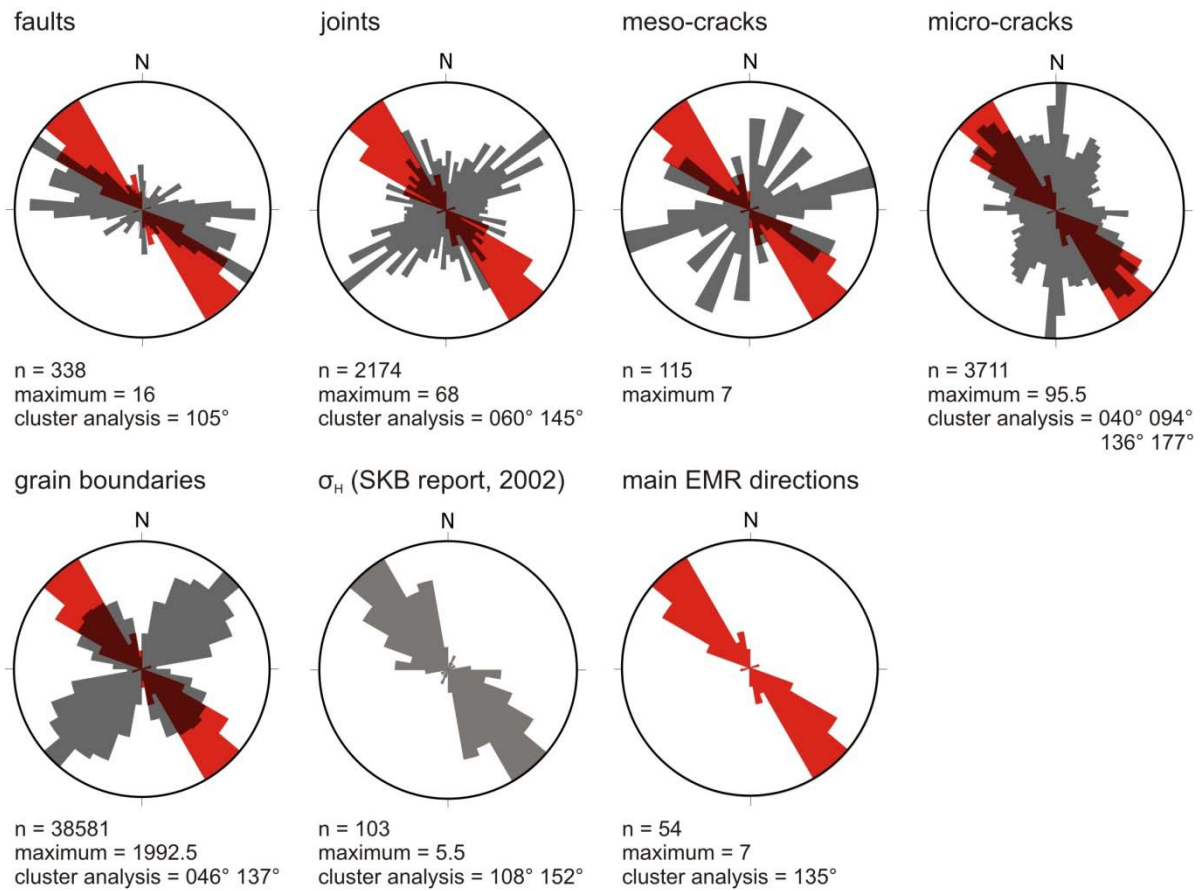 faults
N
n = 338
maximum = 16
cluster analysis = 105°
joints
N
n = 2174
maximum = 68
cluster analysis = 060° 145°
meso-cracks
N
n = 115
maximum 7
micro-cracks
N
n = 3711
maximum = 95.5
cluster analysis = 040° 094°
136° 177°
grain boundaries
N
n = 38581
maximum = 1992.5
cluster analysis = 046° 137°
σH (SKB report, 2002)
N
n = 103
maximum = 5.5
cluster analysis = 108° 152°
main EMR directions
N
n = 54
maximum = 7
cluster analysis = 135°